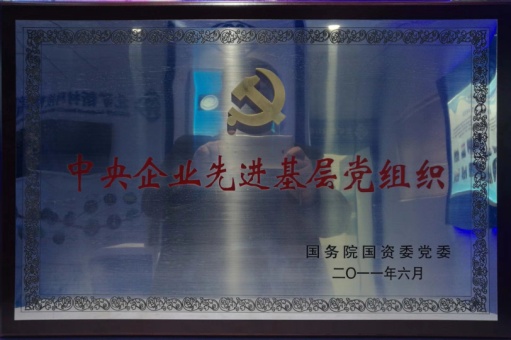 中央企业先进基层党组织
国务院国资委党委
二〇一一年六月